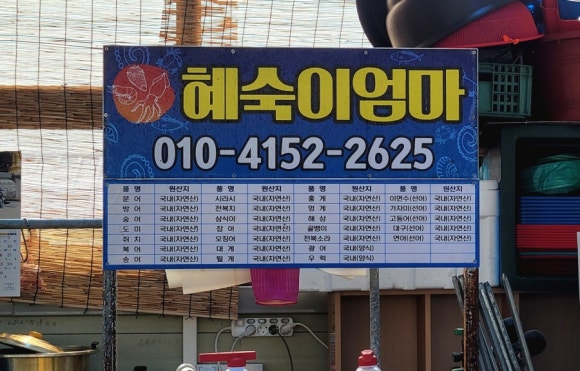 혜숙이엄마
010-4152-2625
품 명 원산지 품 명 원산지 품 명 원산지 품 명 원산지
문 어 국내(자연산) 사라시 국내(자연산) 홍 게 국내(자연산) 이면수(선어) 국내(자연산)
방 어 국내(자연산) 전복치 국내(자연산) 멍 게 국내(자연산) 가자미(선어) 국내(자연산)
숭 어 국내(자연산) 삼식이 국내(자연산) 해 삼 국내(자연산) 고등어(선어) 국내(자연산)
도 미 국내(자연산) 잡 어 국내(자연산) 골뱅이 국내(자연산) 대구(선어) 국내(자연산)
쥐 치 국내(자연산) 오징어 국내(자연산) 전복소라 국내(자연산) 연어(선어) 국내(자연산)
복 어 국내(자연산) 대 게 국내(자연산) 광 어 국내(양식)
송 어 국내(자연산) 털 게 국내(자연산) 우 럭 국내(양식)